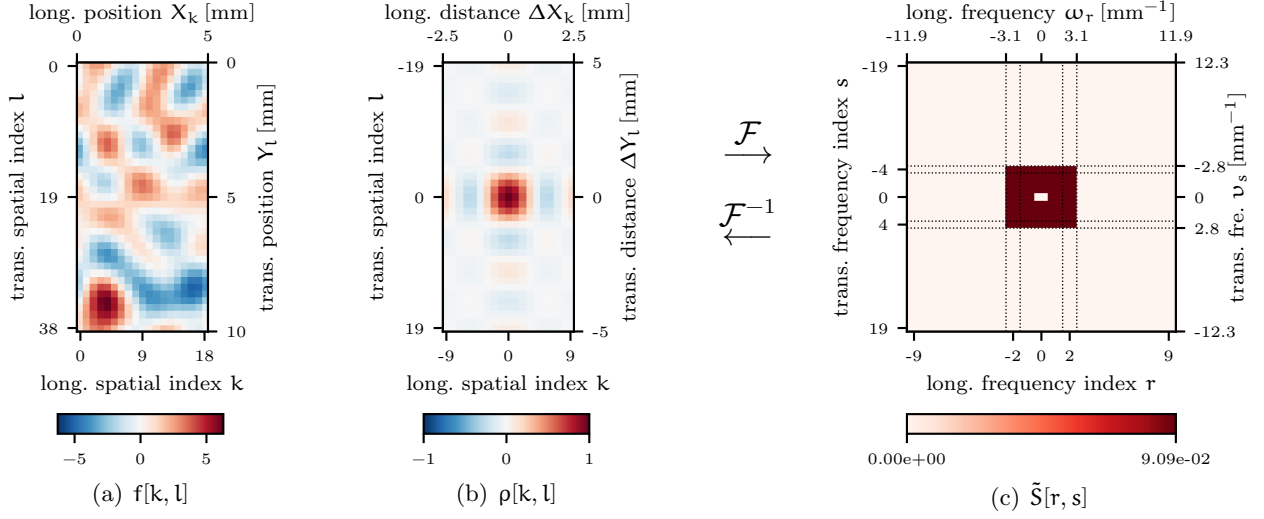 long. position X_k [mm]
0 5
0
19
38
trans. spatial index l
0
5
10
trans. position Y_l [mm]
0 9 18
long. spatial index k
−5 0 5
(a) f[k, l]
long. distance ΔX_k [mm]
-2.5 0 2.5
-19
0
19
trans. spatial index l
5
0
-5
trans. distance ΔY_l [mm]
-9 0 9
long. spatial index k
−1 0 1
(b) ρ[k, l]
ℱ
→
ℱ⁻¹
←
long. frequency ω_r [mm⁻¹]
-11.9 -3.1 0 3.1 11.9
-19
-4
0
4
19
trans. frequency index s
12.3
-2.8
0
2.8
-12.3
trans. fre. υ_s [mm⁻¹]
-9 -2 0 2 9
long. frequency index r
0.00e+00 9.09e-02
(c) S̃[r, s]